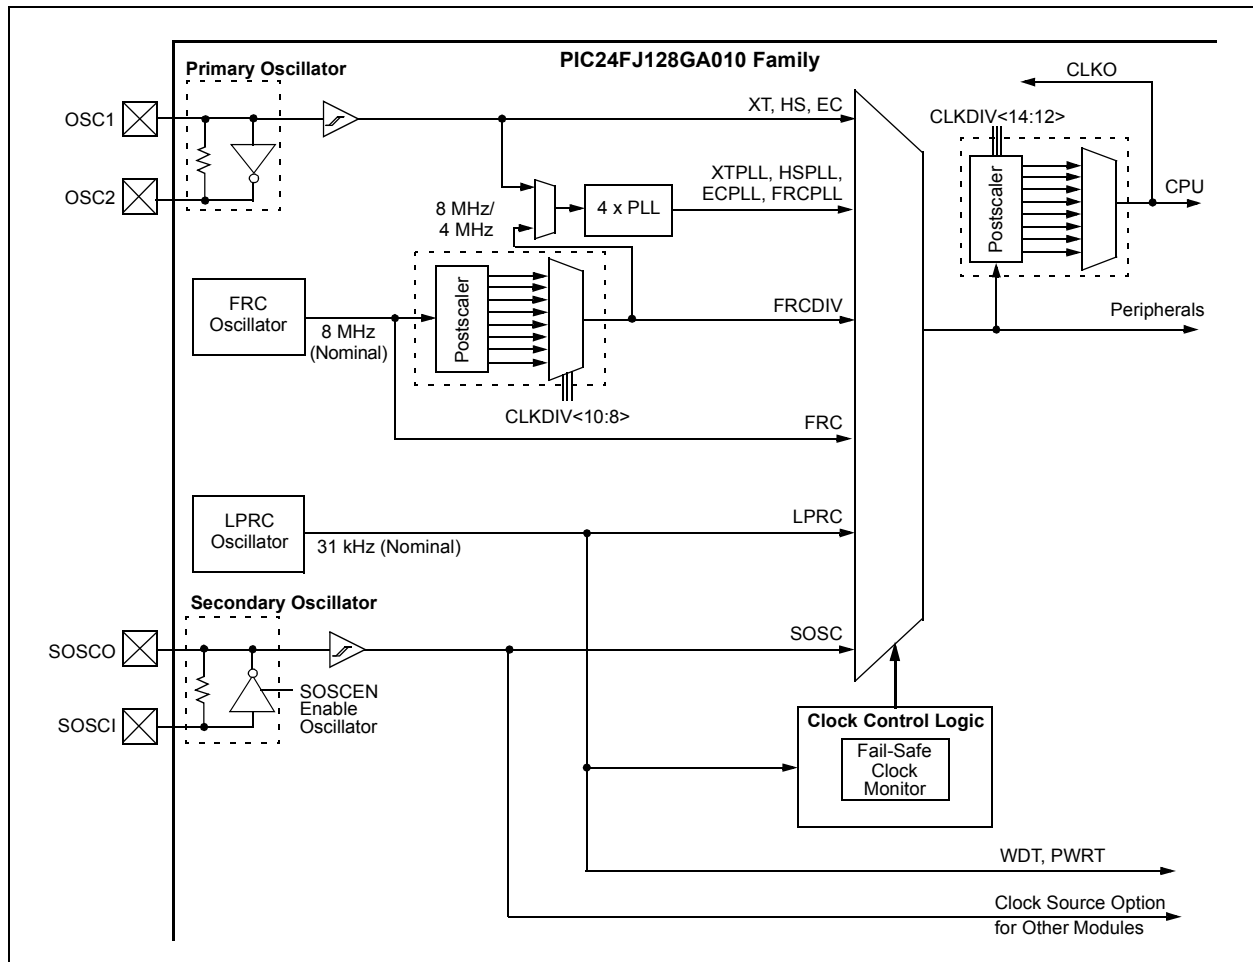 PIC24FJ128GA010 Family
Primary Oscillator
OSC1
OSC2
XT, HS, EC
XTPLL, HSPLL,
ECPLL, FRCPLL
8 MHz/
4 MHz
4 x PLL
CLKO
CLKDIV<14:12>
Postscaler
CPU
Peripherals
FRC
Oscillator
8 MHz
(Nominal)
Postscaler
CLKDIV<10:8>
FRCDIV
FRC
LPRC
Oscillator
31 kHz (Nominal)
LPRC
Secondary Oscillator
SOSCO
SOSCI
SOSCEN
Enable
Oscillator
SOSC
Clock Control Logic
Fail-Safe
Clock
Monitor
WDT, PWRT
Clock Source Option
for Other Modules